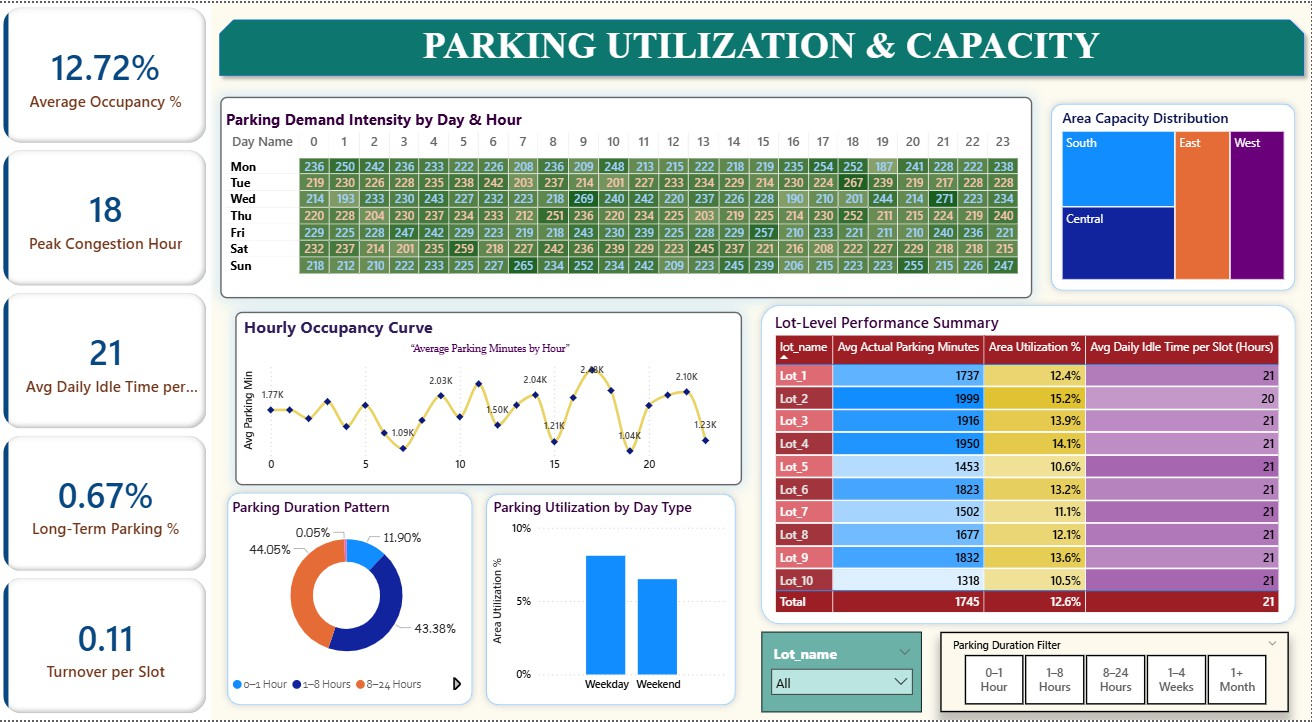 PARKING UTILIZATION & CAPACITY
12.72%
Average Occupancy %
18
Peak Congestion Hour
21
Avg Daily Idle Time per...
0.67%
Long-Term Parking %
0.11
Turnover per Slot
Parking Demand Intensity by Day & Hour
Day Name 0 1 2 3 4 5 6 7 8 9 10 11 12 13 14 15 16 17 18 19 20 21 22 23
Mon 236 250 242 236 233 222 226 208 236 209 248 213 215 222 218 219 235 254 252 187 241 228 222 238
Tue 219 230 226 228 235 238 242 203 237 214 201 227 233 234 229 214 230 224 267 239 219 217 228 228
Wed 214 193 233 230 243 227 232 223 218 269 240 242 220 237 226 228 190 210 201 244 214 271 223 234
Thu 220 228 204 230 237 234 233 212 251 236 220 234 225 203 219 225 214 230 252 211 215 224 219 240
Fri 229 225 228 247 242 229 223 219 218 243 230 239 225 228 229 257 210 233 221 211 210 240 236 221
Sat 232 237 214 201 235 259 218 227 242 236 239 229 223 245 237 221 216 208 222 227 229 218 218 215
Sun 218 212 210 222 233 225 227 265 234 252 234 242 209 223 245 239 206 215 223 223 234 255 215 226 247
Area Capacity Distribution
South
East
West
Central
Hourly Occupancy Curve
“Average Parking Minutes by Hour”
Avg Parking Min
1.77K
1.09K
2.03K
1.50K
2.04K
1.21K
1.04K
2.10K
1.23K
0 5 10 15 20
Lot-Level Performance Summary
lot_name Avg Actual Parking Minutes Area Utilization % Avg Daily Idle Time per Slot (Hours)
Lot_1 1737 12.4% 21
Lot_2 1999 15.2% 20
Lot_3 1916 13.9% 21
Lot_4 1950 14.1% 21
Lot_5 1453 10.6% 21
Lot_6 1823 13.2% 21
Lot_7 1502 11.1% 21
Lot_8 1677 12.1% 21
Lot_9 1832 13.6% 21
Lot_10 1318 10.5% 21
Total 1745 12.6% 21
Parking Duration Pattern
0.05%
11.90%
44.05%
43.38%
0–1 Hour 1–8 Hours 8–24 Hours
Parking Utilization by Day Type
Area Utilization %
10%
5%
0%
Weekday Weekend
Lot_name
All
Parking Duration Filter
0–1 Hour
1–8 Hours
8–24 Hours
1–4 Weeks
1+ Month